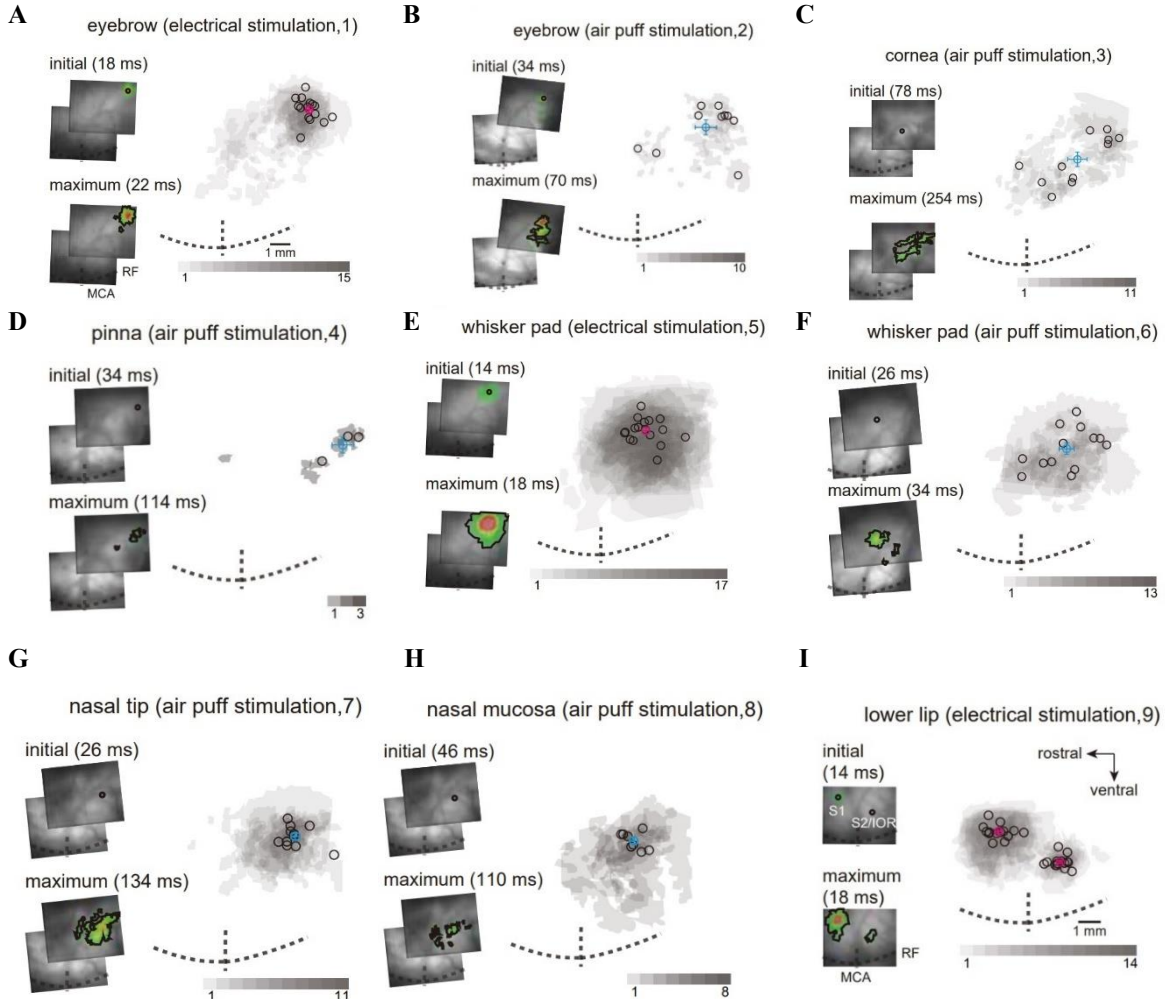 A
eyebrow (electrical stimulation,1)
initial (18 ms)
maximum (22 ms)
RF
MCA
1 mm
1
15
B
eyebrow (air puff stimulation,2)
initial (34 ms)
maximum (70 ms)
1
10
C
cornea (air puff stimulation,3)
initial (78 ms)
maximum (254 ms)
1
11
D
pinna (air puff stimulation,4)
initial (34 ms)
maximum (114 ms)
1
3
E
whisker pad (electrical stimulation,5)
initial (14 ms)
maximum (18 ms)
1
17
F
whisker pad (air puff stimulation,6)
initial (26 ms)
maximum (34 ms)
1
13
G
nasal tip (air puff stimulation,7)
initial (26 ms)
maximum (134 ms)
1
11
H
nasal mucosa (air puff stimulation,8)
initial (46 ms)
maximum (110 ms)
1
8
I
lower lip (electrical stimulation,9)
initial
(14 ms)
S1
S2/IOR
rostral
ventral
maximum
(18 ms)
RF
MCA
1 mm
1
14